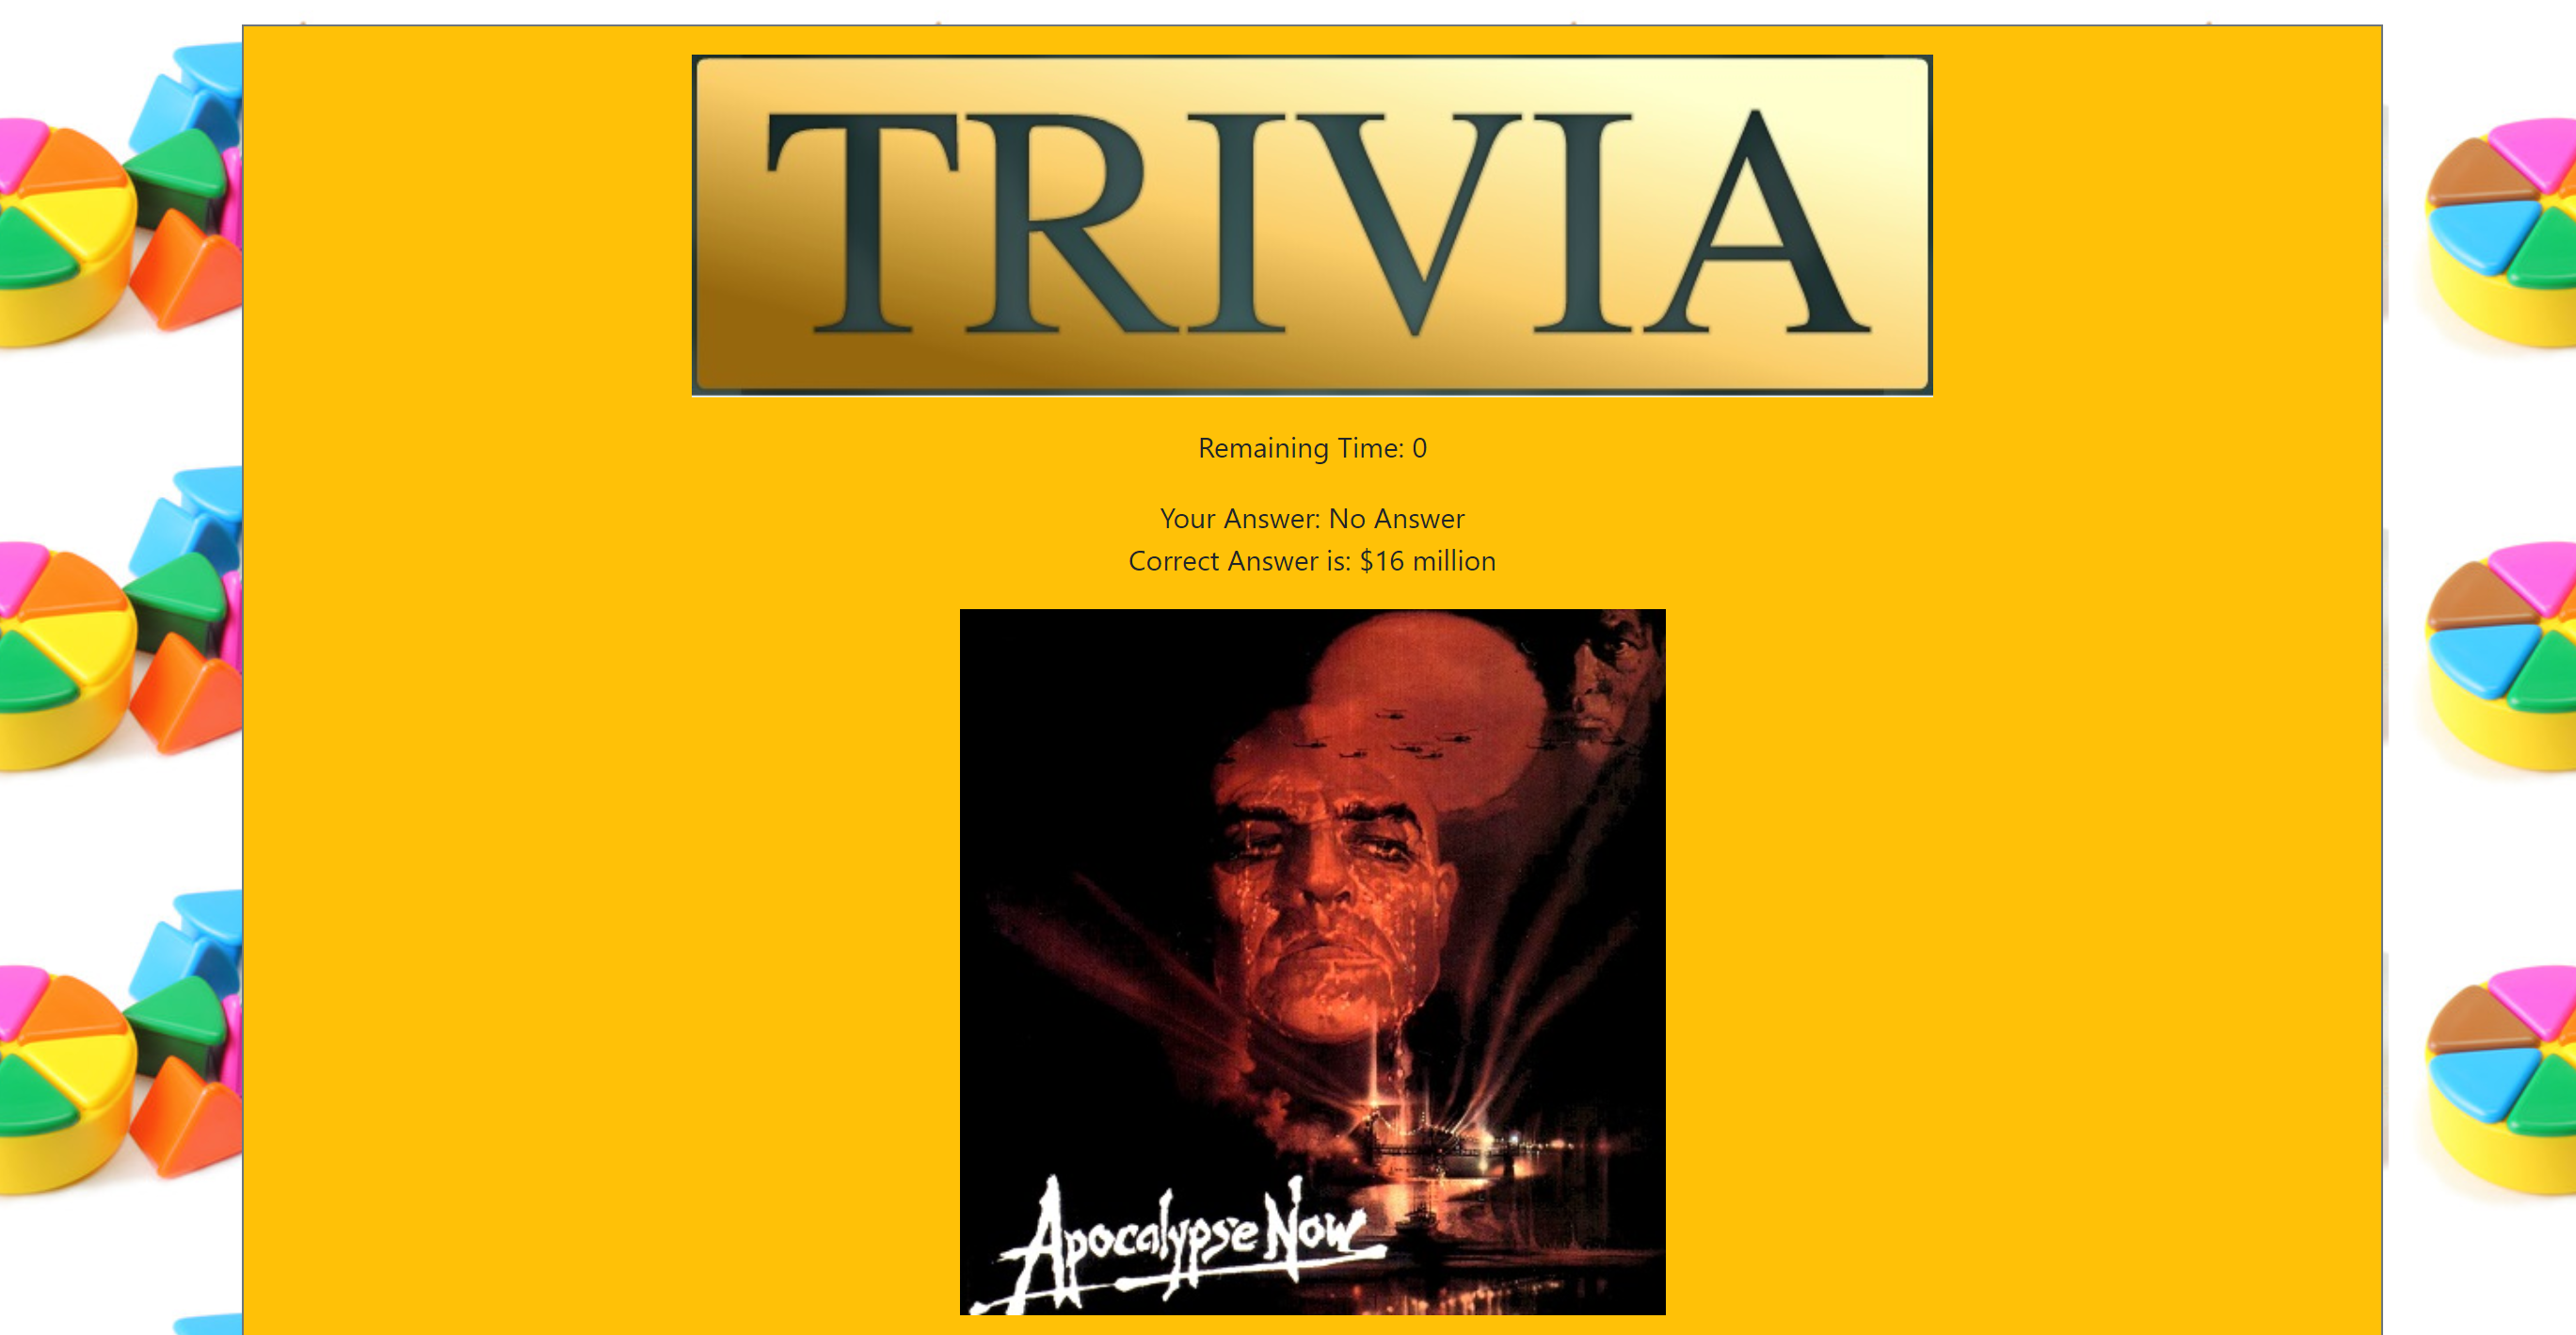 TRIVIA
Remaining Time: 0
Your Answer: No Answer
Correct Answer is: $16 million
Apocalypse Now